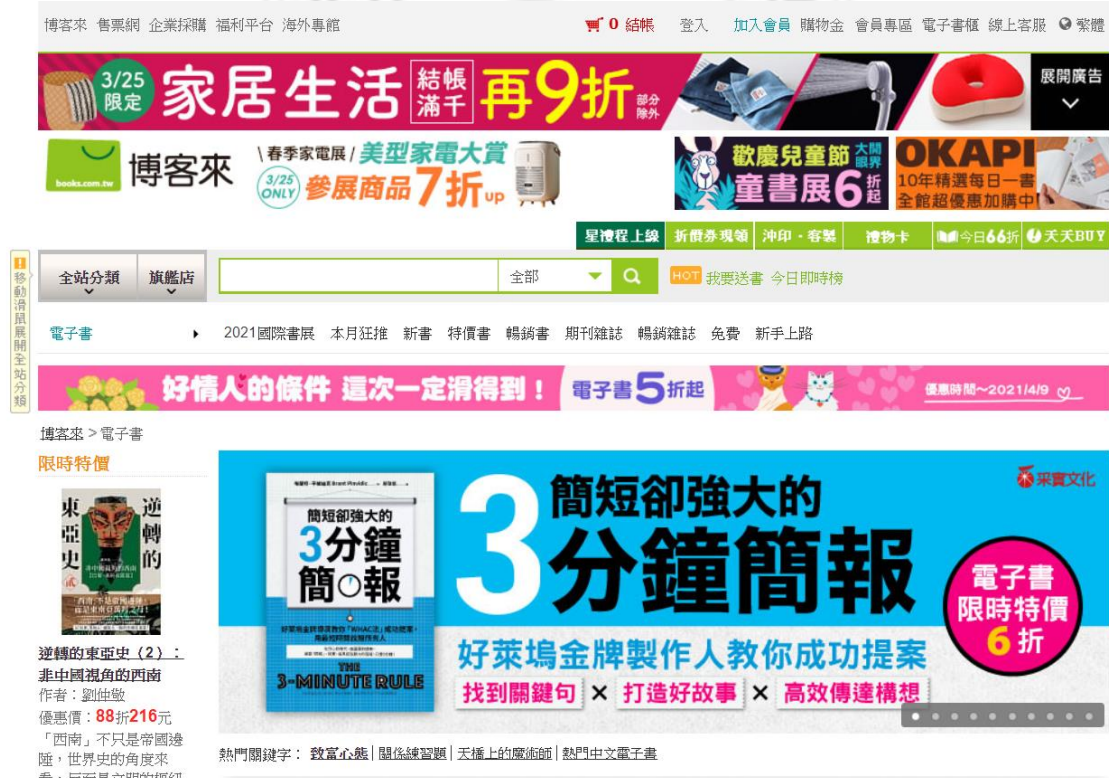 博客來 售票網 企業採購 福利平台 海外專館
0 結帳 登入 加入會員 購物金 會員專區 電子書櫃 線上客服 繁體
3/25
限定
家居生活
結帳
滿千
再9折
部分
除外
展開廣告
books.com.tw
博客來
\春季家電展/美型家電大賞
3/25
ONLY
參展商品7折up
歡慶兒童節
大開
眼界
童書展6折起
OKAPI
10年精選每日一書
全館超優惠加購中
星禮程上線 折價券現領 沖印・客製 禮物卡 今日66折 天天BUY
!
移動滑鼠展開全站分類
全站分類 旗艦店
全部
HOT 我要送書 今日即時榜
電子書
2021國際書展 本月狂推 新書 特價書 暢銷書 期刊雜誌 暢銷雜誌 免費 新手上路
好情人的條件 這次一定滑得到!
電子書5折起
優惠時間~2021/4/9
博客來 > 電子書
限時特價
逆轉的
東亞史
貳
逆轉的東亞史(2):
非中國視角的西南
作者:劉仲敬
優惠價:88折216元
「西南」不只是帝國邊
陲,世界史的角度來
簡短卻強大的
3分鐘
簡報
THE
3-MINUTE RULE
簡短卻強大的
3分鐘簡報
好萊塢金牌製作人教你成功提案
找到關鍵句 × 打造好故事 × 高效傳達構想
采實文化
電子書
限時特價
6折
熱門關鍵字: 致富心態 | 關係練習題 | 天橋上的魔術師 | 熱門中文電子書